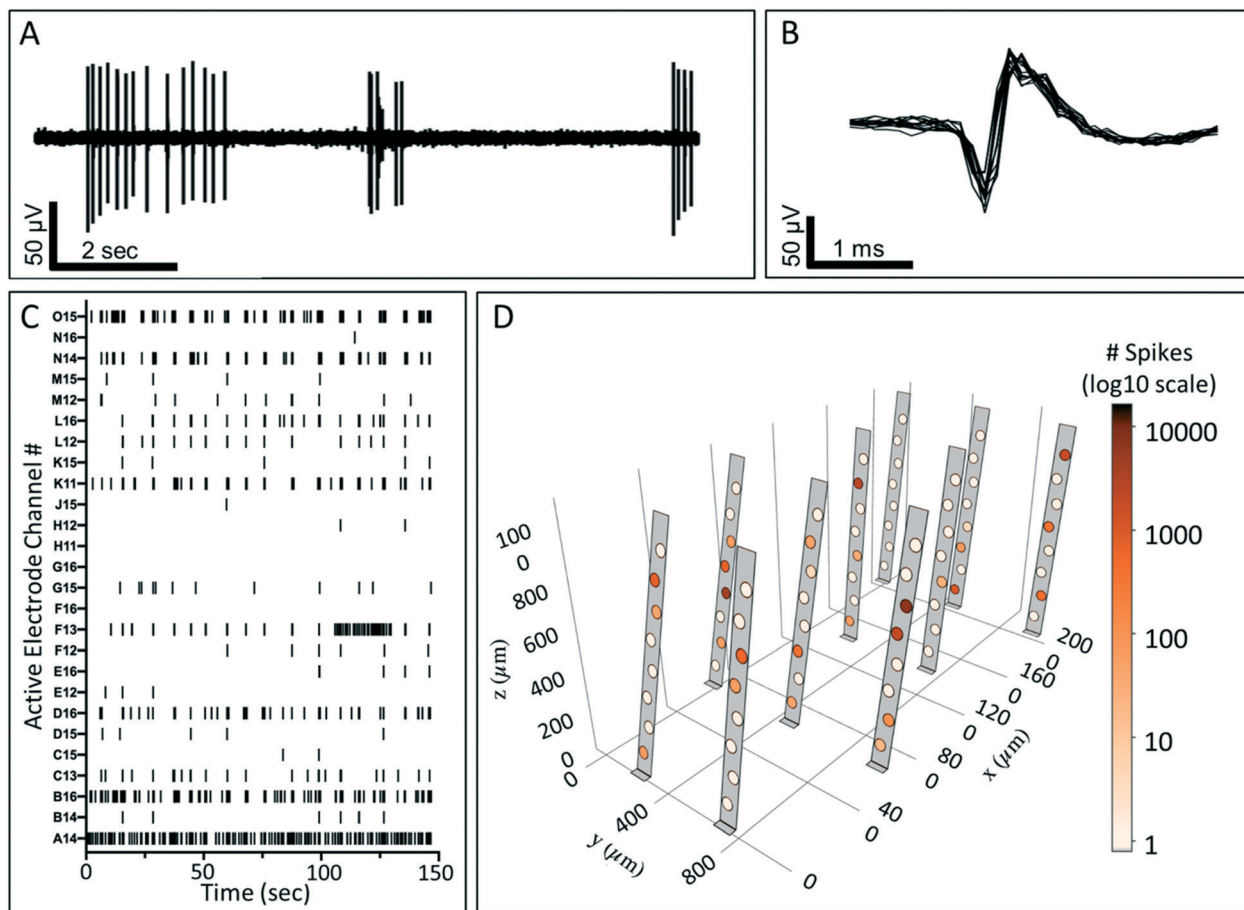 A
50 µV
2 sec
B
50 µV
1 ms
C
Active Electrode Channel #
O15
N16
N14
M15
M12
L16
L12
K15
K11
J15
H12
H11
G16
G15
F16
F13
F12
E16
E12
D16
D15
C15
C13
B16
B14
A14
0
50
100
150
Time (sec)
D
# Spikes
(log10 scale)
10000
1000
100
10
1
z (µm)
100
0
800
600
400
200
0
0
400
800
y (µm)
0
40
0
80
0
120
0
160
0
200
0
x (µm)